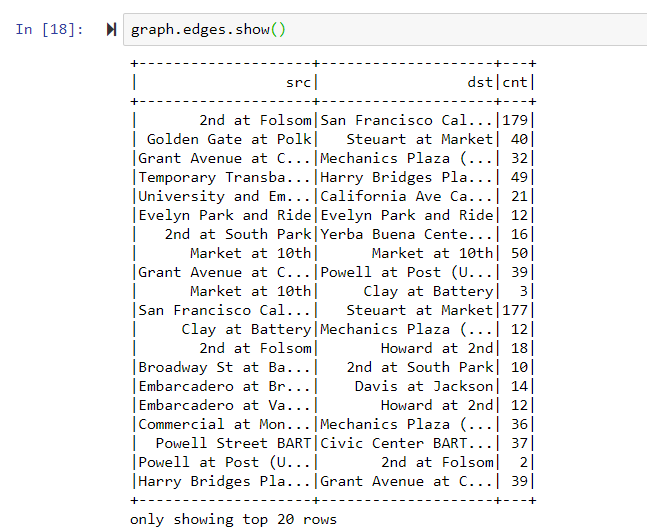 In [18]: graph.edges.show()
+--------------------+--------------------+---+
|                 src|                 dst|cnt|
+--------------------+--------------------+---+
|       2nd at Folsom|San Francisco Cal...|179|
| Golden Gate at Polk|   Steuart at Market| 40|
|Grant Avenue at C...|Mechanics Plaza (...| 32|
|Temporary Transba...|Harry Bridges Pla...| 49|
|University and Em...|California Ave Ca...| 21|
|Evelyn Park and Ride|Evelyn Park and Ride| 12|
|   2nd at South Park|Yerba Buena Cente...| 16|
|      Market at 10th|      Market at 10th| 50|
|Grant Avenue at C...|Powell at Post (U...| 39|
|      Market at 10th|     Clay at Battery|  3|
|San Francisco Cal...|   Steuart at Market|177|
|     Clay at Battery|Mechanics Plaza (...| 12|
|       2nd at Folsom|       Howard at 2nd| 18|
|Broadway St at Ba...|   2nd at South Park| 10|
|Embarcadero at Br...|    Davis at Jackson| 14|
|Embarcadero at Va...|       Howard at 2nd| 12|
|Commercial at Mon...|Mechanics Plaza (...| 36|
|  Powell Street BART|Civic Center BART...| 37|
|Powell at Post (U...|       2nd at Folsom|  2|
|Harry Bridges Pla...|Grant Avenue at C...| 39|
+--------------------+--------------------+---+
only showing top 20 rows